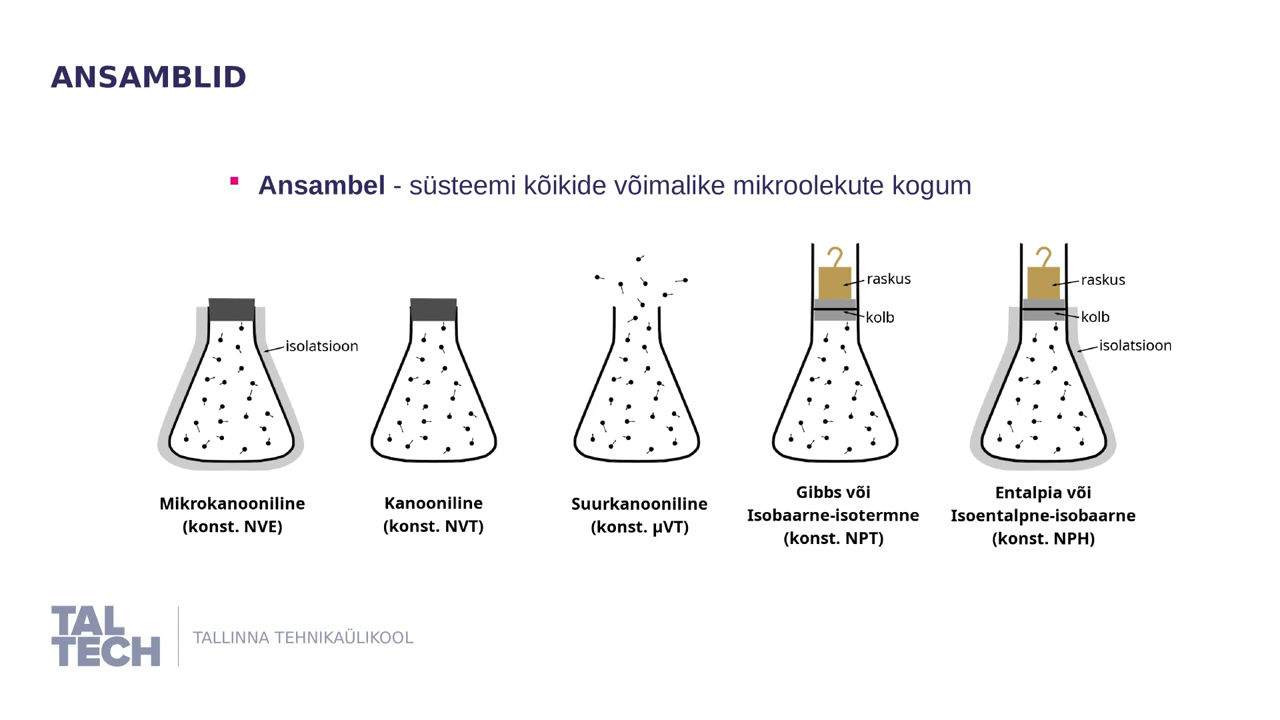 ANSAMBLID
Ansambel - süsteemi kõikide võimalike mikroolekute kogum
isolatsioon
raskus
kolb
raskus
kolb
isolatsioon
Mikrokanooniline
(konst. NVE)
Kanooniline
(konst. NVT)
Suurkanooniline
(konst. μVT)
Gibbs või
Isobaarne-isotermne
(konst. NPT)
Entalpia või
Isoentalpne-isobaarne
(konst. NPH)
TAL
TECH
TALLINNA TEHNIKAÜLIKOOL